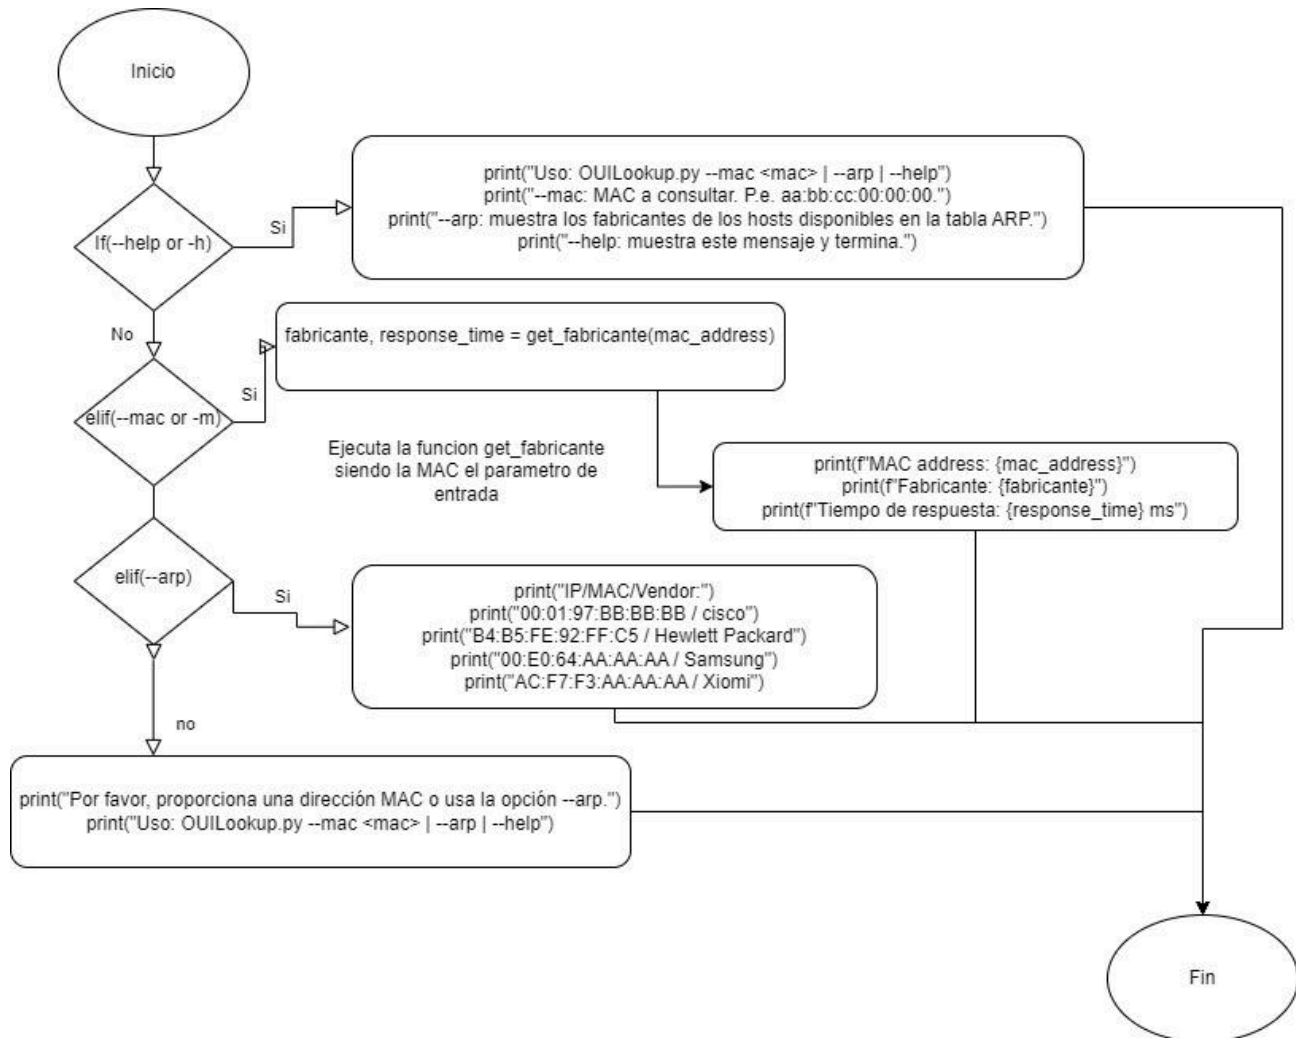 Inicio
print("Uso: OUILookup.py --mac <mac> | --arp | --help")
print("--mac: MAC a consultar. P.e. aa:bb:cc:00:00:00.")
print("--arp: muestra los fabricantes de los hosts disponibles en la tabla ARP.")
print("--help: muestra este mensaje y termina.")
If(--help or -h)
Si
No
fabricante, response_time = get_fabricante(mac_address)
elif(--mac or -m)
Si
Ejecuta la funcion get_fabricante
siendo la MAC el parametro de
entrada
print(f"MAC address: {mac_address}")
print(f"Fabricante: {fabricante}")
print(f"Tiempo de respuesta: {response_time} ms")
elif(--arp)
Si
print("IP/MAC/Vendor:")
print("00:01:97:BB:BB:BB / cisco")
print("B4:B5:FE:92:FF:C5 / Hewlett Packard")
print("00:E0:64:AA:AA:AA / Samsung")
print("AC:F7:F3:AA:AA:AA / Xiomi")
no
print("Por favor, proporciona una dirección MAC o usa la opción --arp.")
print("Uso: OUILookup.py --mac <mac> | --arp | --help")
Fin